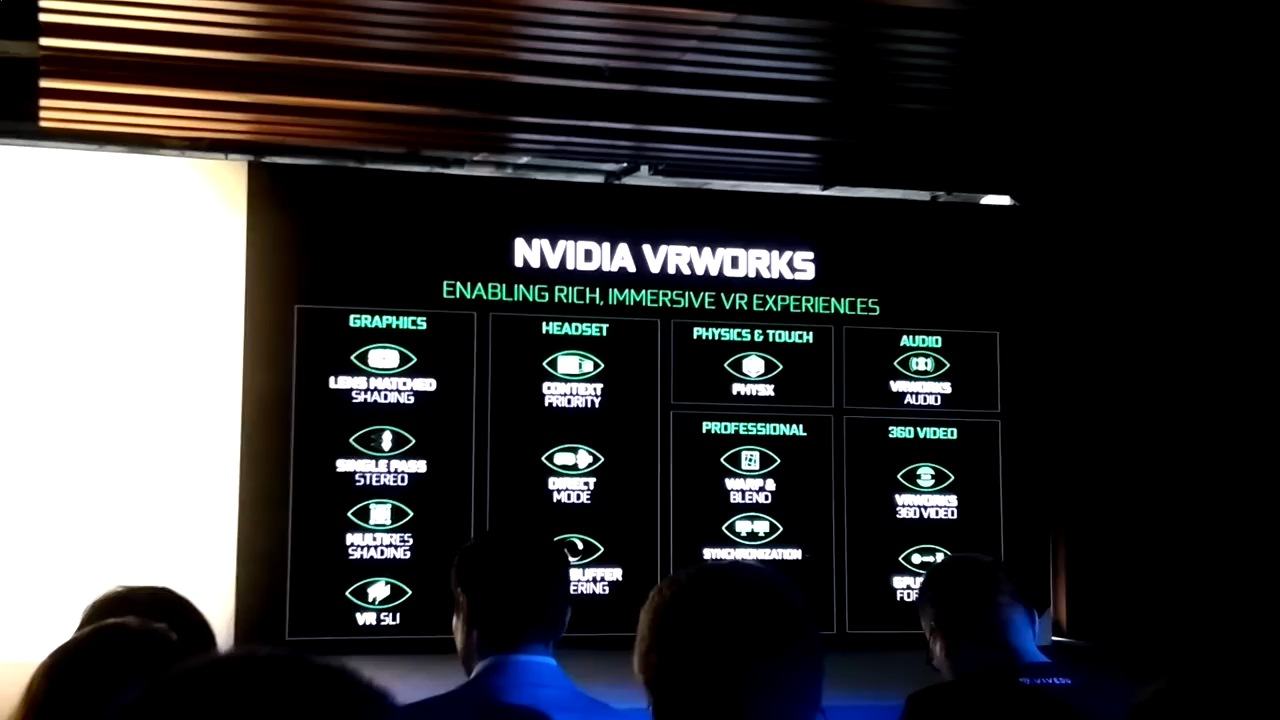 NVIDIA VRWORKS
ENABLING RICH, IMMERSIVE VR EXPERIENCES
GRAPHICS
LENS MATCHED
SHADING
SINGLE PASS
STEREO
MULTIRES
SHADING
VR SLI
HEADSET
CONTEXT
PRIORITY
DIRECT
MODE
BUFFER
ERING
PHYSICS & TOUCH
PHYSX
PROFESSIONAL
WARP &
BLEND
SYNCHRONIZATION
AUDIO
VRWORKS
AUDIO
360 VIDEO
VRWORKS
360 VIDEO